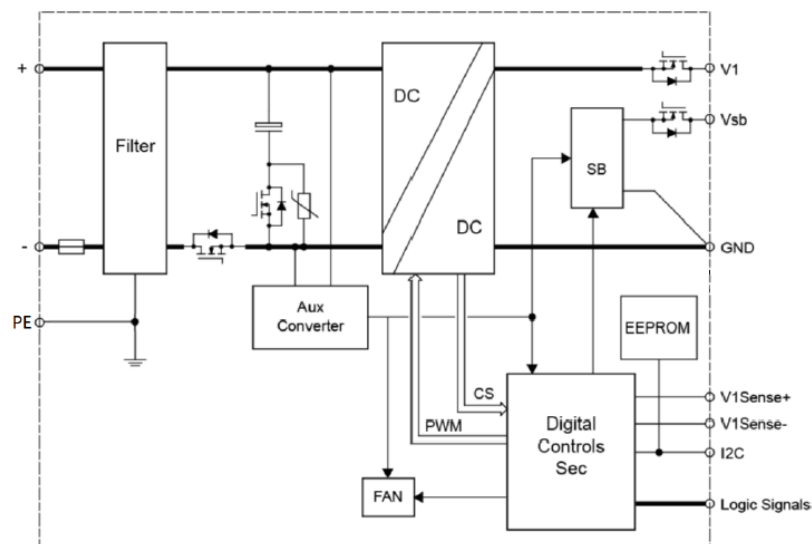 +
V1
DC
Vsb
Filter
SB
DC
-
GND
Aux
Converter
PE
EEPROM
CS
V1Sense+
PWM
Digital
Controls
Sec
V1Sense-
I2C
FAN
Logic Signals